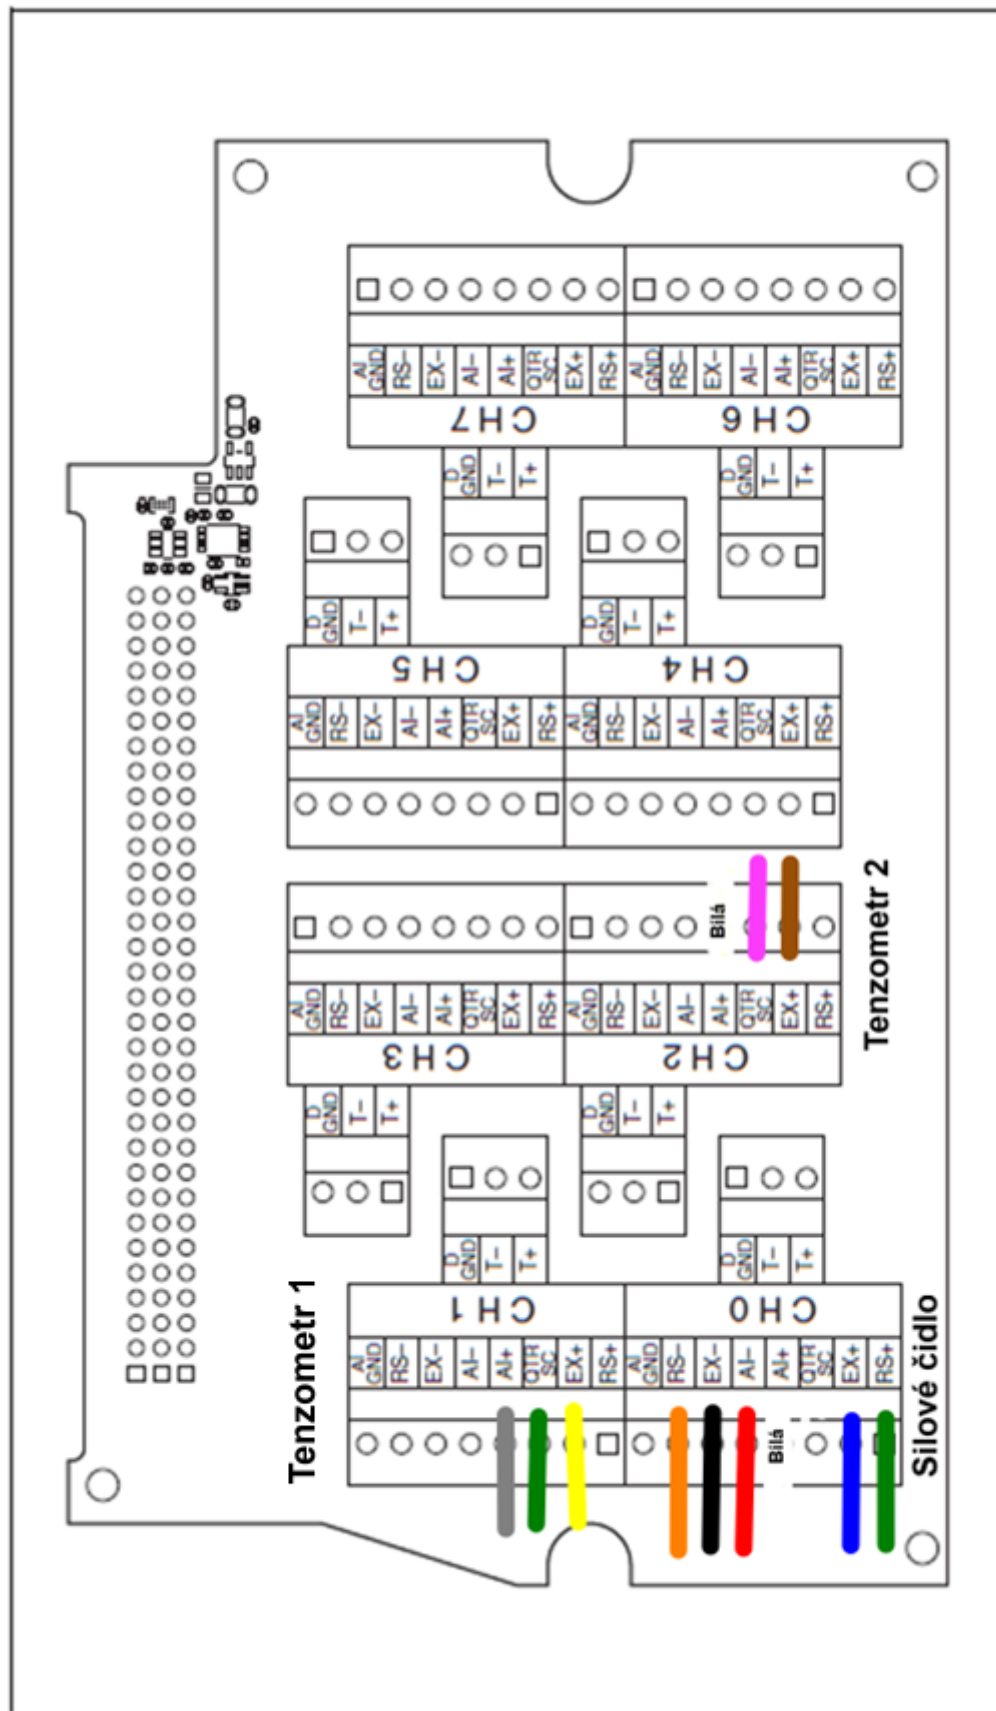 AI GND RS− EX− AI− AI+ QTR SC EX+ RS+ AI GND RS− EX− AI− AI+ QTR SC EX+ RS+
CH7 CH6
D GND T− T+ D GND T− T+
D GND T− T+ D GND T− T+
CH5 CH4
AI GND RS− EX− AI− AI+ QTR SC EX+ RS+ AI GND RS− EX− AI− AI+ QTR SC EX+ RS+
Bílá
Tenzometr 2
AI GND RS− EX− AI− AI+ QTR SC EX+ RS+ AI GND RS− EX− AI− AI+ QTR SC EX+ RS+
CH3 CH2
D GND T− T+ D GND T− T+
D GND T− T+ D GND T− T+
Tenzometr 1
CH1 CH0
Silové čidlo
AI GND RS− EX− AI− AI+ QTR SC EX+ RS+ AI GND RS− EX− AI− AI+ QTR SC EX+ RS+
Bílá